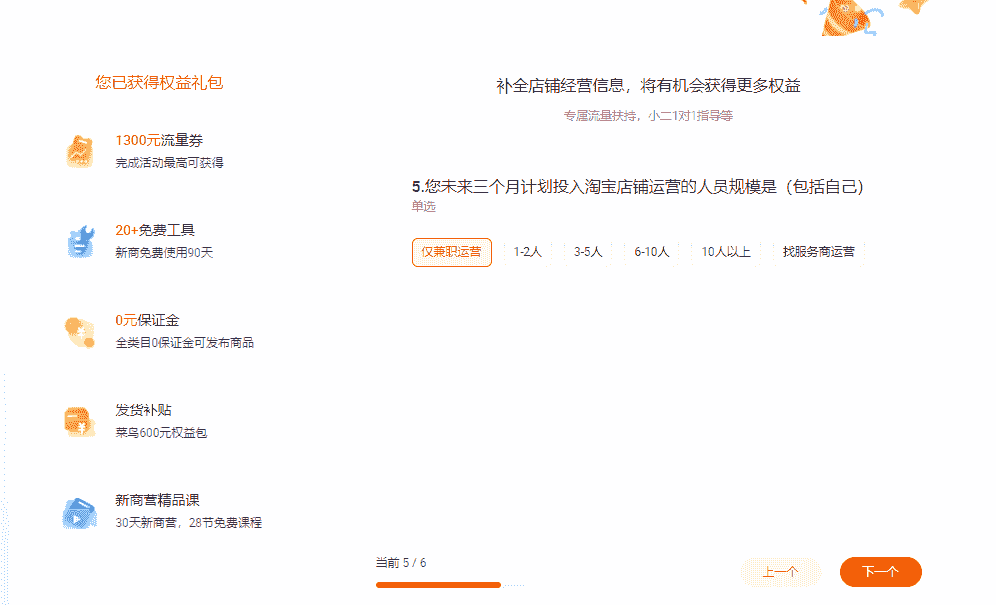 您已获得权益礼包
1300元流量券
完成活动最高可获得
20+免费工具
新商免费使用90天
0元保证金
全类目0保证金可发布商品
发货补贴
菜鸟600元权益包
新商营精品课
30天新商营，28节免费课程
补全店铺经营信息，将有机会获得更多权益
专属流量扶持，小二1对1指导等
5.您未来三个月计划投入淘宝店铺运营的人员规模是（包括自己）
单选
仅兼职运营 1-2人 3-5人 6-10人 10人以上 找服务商运营
当前 5 / 6
上一个 下一个